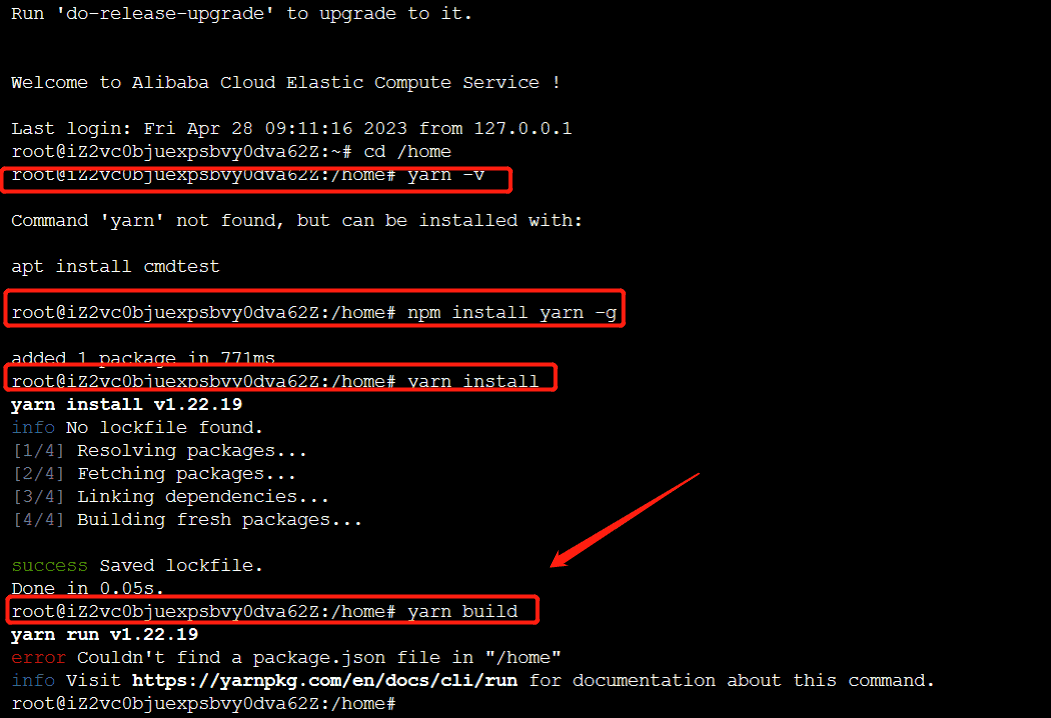 Run 'do-release-upgrade' to upgrade to it.
Welcome to Alibaba Cloud Elastic Compute Service !
Last login: Fri Apr 28 09:11:16 2023 from 127.0.0.1
root@iZ2vc0bjuexpsbvy0dva62Z:~# cd /home
root@iZ2vc0bjuexpsbvy0dva62Z:/home# yarn -v
Command 'yarn' not found, but can be installed with:
apt install cmdtest
root@iZ2vc0bjuexpsbvy0dva62Z:/home# npm install yarn -g
added 1 package in 771ms
root@iZ2vc0bjuexpsbvy0dva62Z:/home# yarn install
yarn install v1.22.19
info No lockfile found.
[1/4] Resolving packages...
[2/4] Fetching packages...
[3/4] Linking dependencies...
[4/4] Building fresh packages...
success Saved lockfile.
Done in 0.05s.
root@iZ2vc0bjuexpsbvy0dva62Z:/home# yarn build
yarn run v1.22.19
error Couldn't find a package.json file in "/home"
info Visit https://yarnpkg.com/en/docs/cli/run for documentation about this command.
root@iZ2vc0bjuexpsbvy0dva62Z:/home#